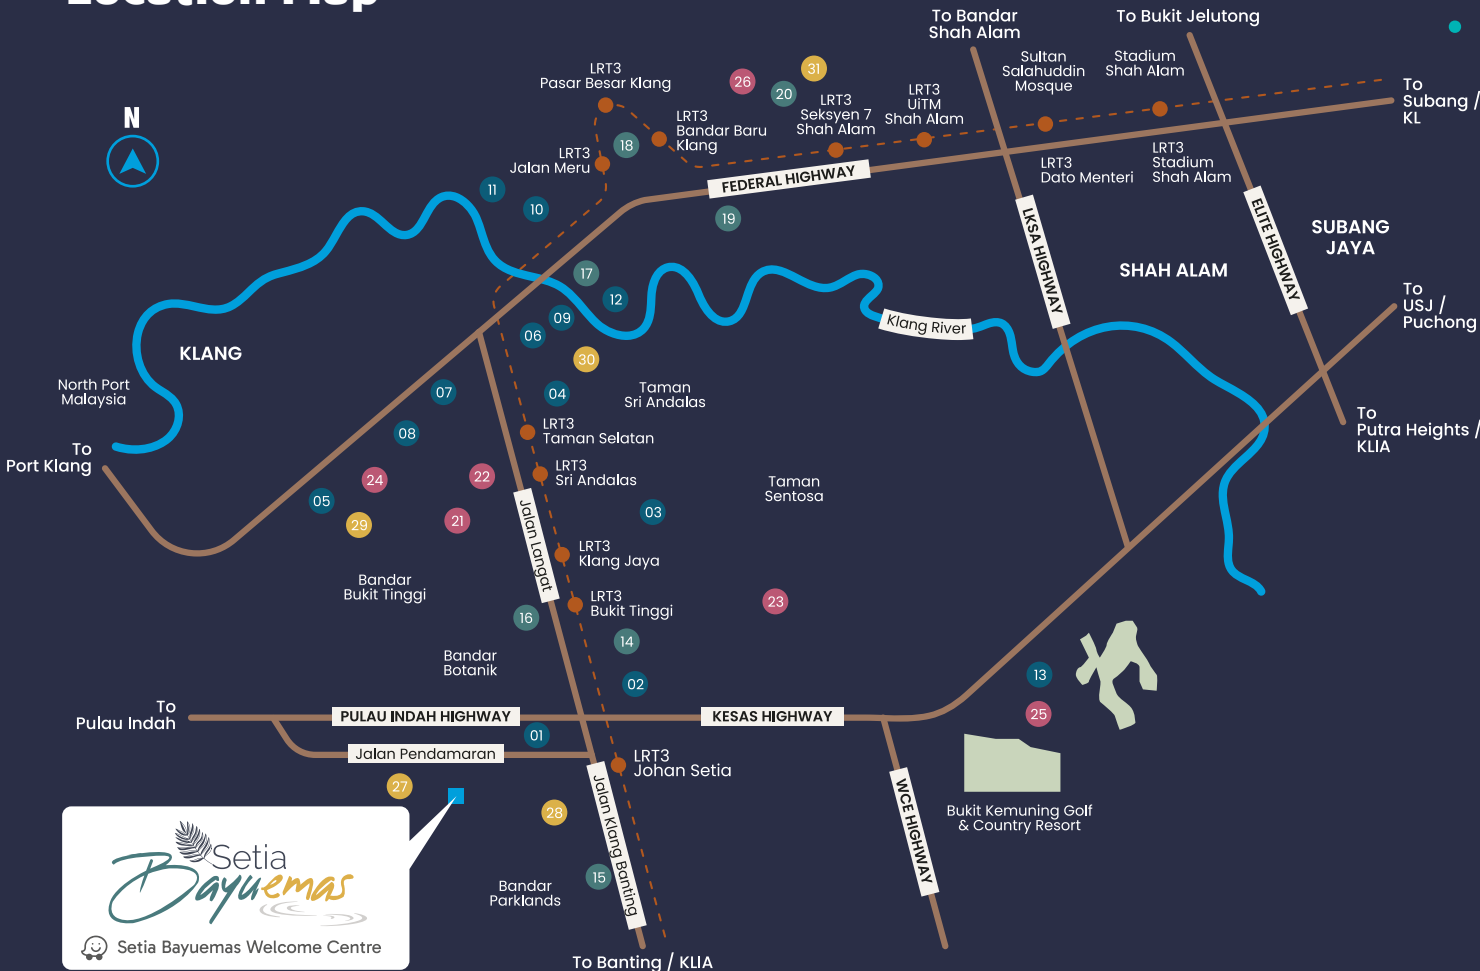 Location Map
To Bandar
Shah Alam
To Bukit Jelutong
Sultan
Salahuddin
Mosque
Stadium
Shah Alam
LRT3
Pasar Besar Klang
26
31
20
LRT3
Seksyen 7
Shah Alam
LRT3
UiTM
Shah Alam
To
Subang /
KL
N
LRT3
Bandar Baru
Klang
18
LRT3
Jalan Meru
LRT3
Dato Menteri
LRT3
Stadium
Shah Alam
FEDERAL HIGHWAY
11
10
19
LKSA HIGHWAY
ELITE HIGHWAY
SUBANG
JAYA
SHAH ALAM
17
12
09
06
Klang River
To
USJ /
Puchong
KLANG
30
North Port
Malaysia
07
04
Taman
Sri Andalas
08
LRT3
Taman Selatan
To
Putra Heights /
KLIA
To
Port Klang
24
22
LRT3
Sri Andalas
Taman
Sentosa
05
29
21
03
Jalan Langat
LRT3
Klang Jaya
Bandar
Bukit Tinggi
LRT3
Bukit Tinggi
23
16
14
Bandar
Botanik
02
13
25
To
Pulau Indah
PULAU INDAH HIGHWAY
KESAS HIGHWAY
01
Jalan Pendamaran
LRT3
Johan Setia
27
28
Jalan Klang Banting
WCE HIGHWAY
Bukit Kemuning Golf
& Country Resort
15
Bandar
Parklands
Setia
Bayuemas
Setia Bayuemas Welcome Centre
To Banting / KLIA